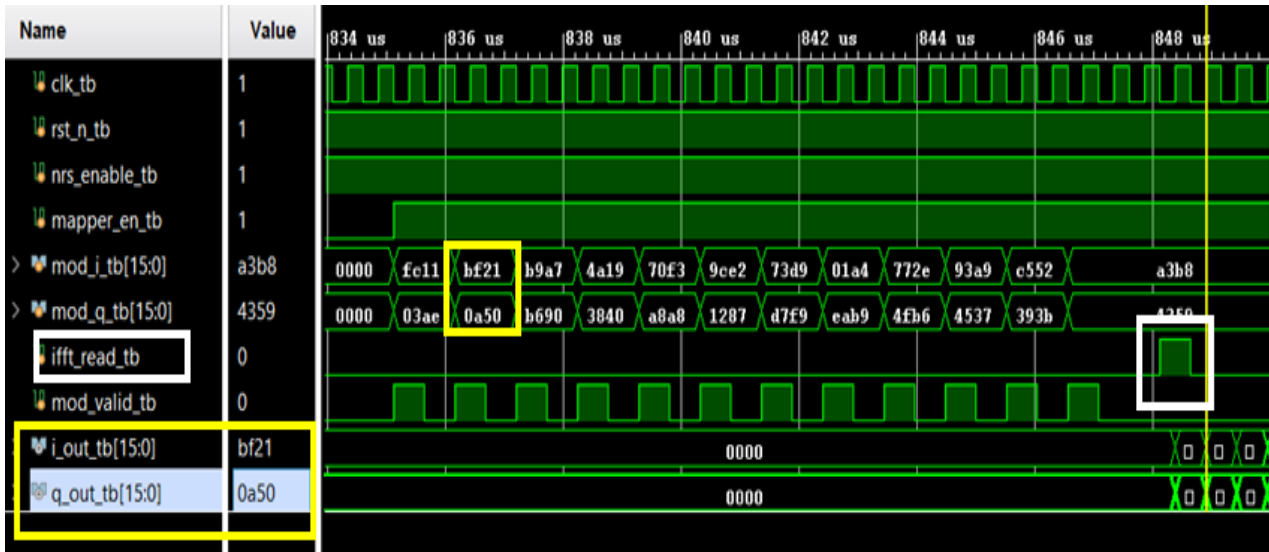 Name Value 834 us 836 us 838 us 840 us 842 us 844 us 846 us 848 us
clk_tb 1
rst_n_tb 1
nrs_enable_tb 1
mapper_en_tb 1
mod_i_tb[15:0] a3b8 0000 fc11 bf21 b9a7 4a19 70f3 9ce2 73d9 01a4 772e 93a9 c552 a3b8
mod_q_tb[15:0] 4359 0000 03ae 0a50 b690 3840 a8a8 1287 d7f9 eab9 4fb6 4537 393b 4359
ifft_read_tb 0
mod_valid_tb 0
i_out_tb[15:0] bf21 0000
q_out_tb[15:0] 0a50 0000